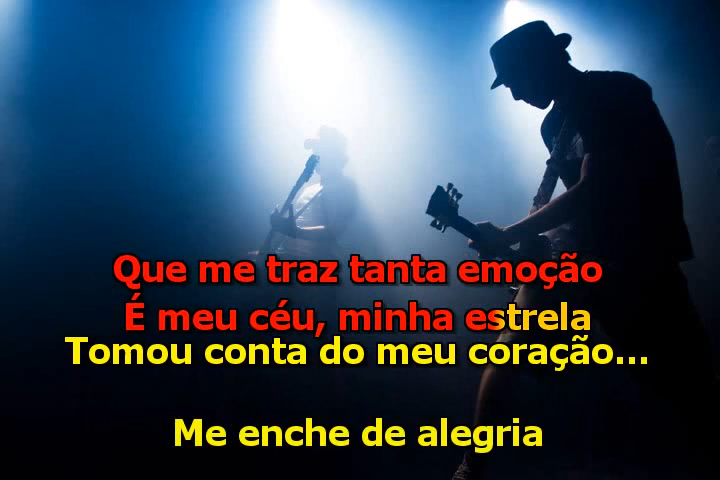 Que me traz tanta emoção
É meu céu, minha estrela
Tomou conta do meu coração...
Me enche de alegria